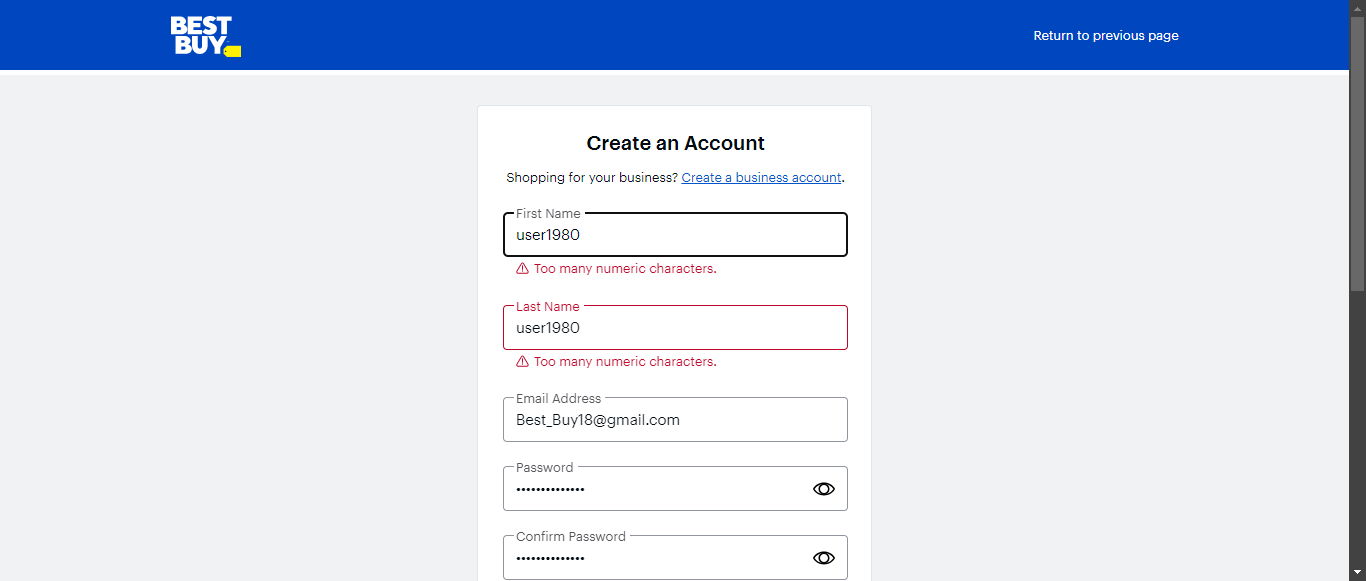 BEST
BUY
Return to previous page
Create an Account
Shopping for your business? Create a business account.
First Name
user1980
Too many numeric characters.
Last Name
user1980
Too many numeric characters.
Email Address
Best_Buy18@gmail.com
Password
••••••••••••••
Confirm Password
••••••••••••••